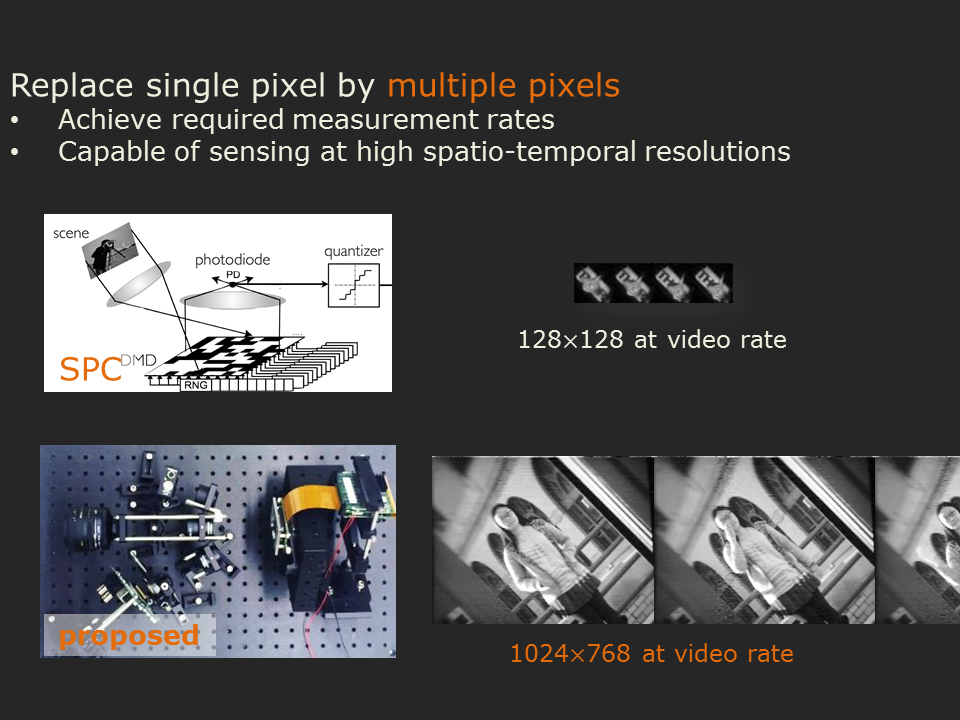 Replace single pixel by multiple pixels
• Achieve required measurement rates
• Capable of sensing at high spatio-temporal resolutions
scene
photodiode
PD
quantizer
SPC
DMD
RNG
128×128 at video rate
proposed
1024×768 at video rate